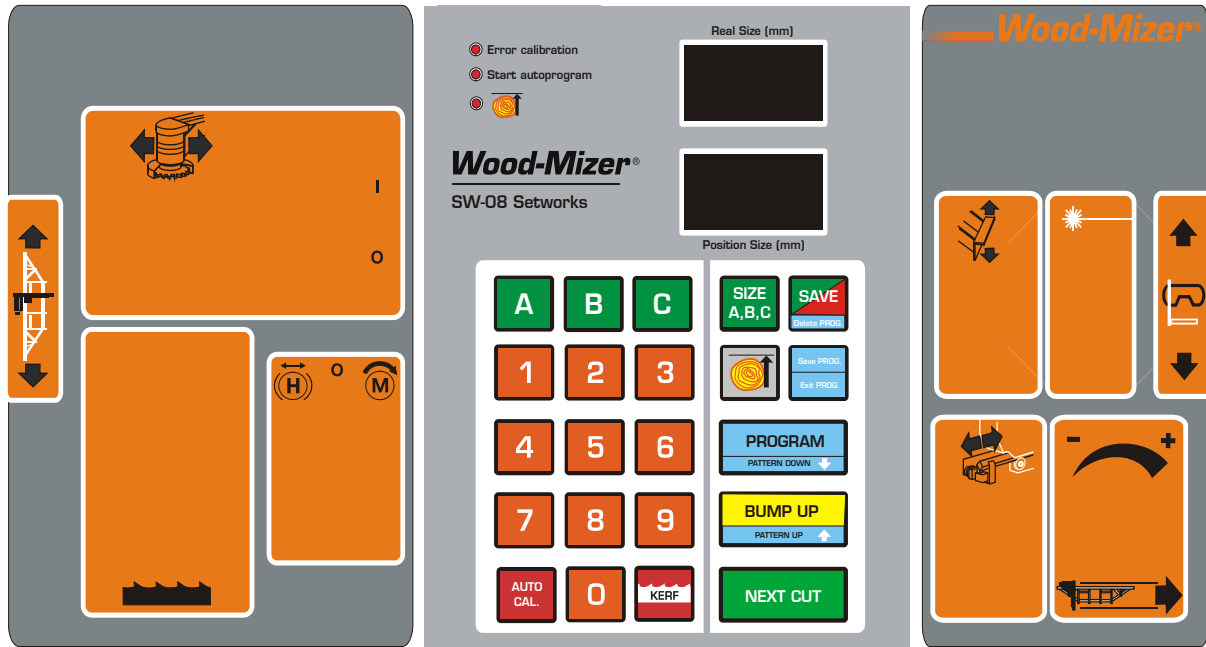 I
O
H
O
M
Error calibration
Start autoprogram
Real Size (mm)
Wood-Mizer®
SW-08 Setworks
Position Size (mm)
A B C
SIZE
A,B,C
SAVE
Delete PROG.
1 2 3
Save PROG.
Exit PROG.
4 5 6
PROGRAM
PATTERN DOWN
7 8 9
BUMP UP
PATTERN UP
AUTO
CAL.
0
KERF
NEXT CUT
Wood-Mizer®
- +